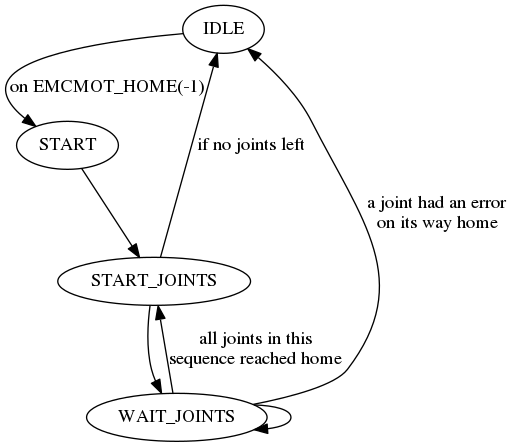 IDLE
on EMCMOT_HOME(-1)
START
if no joints left
a joint had an error
on its way home
START_JOINTS
all joints in this
sequence reached home
WAIT_JOINTS